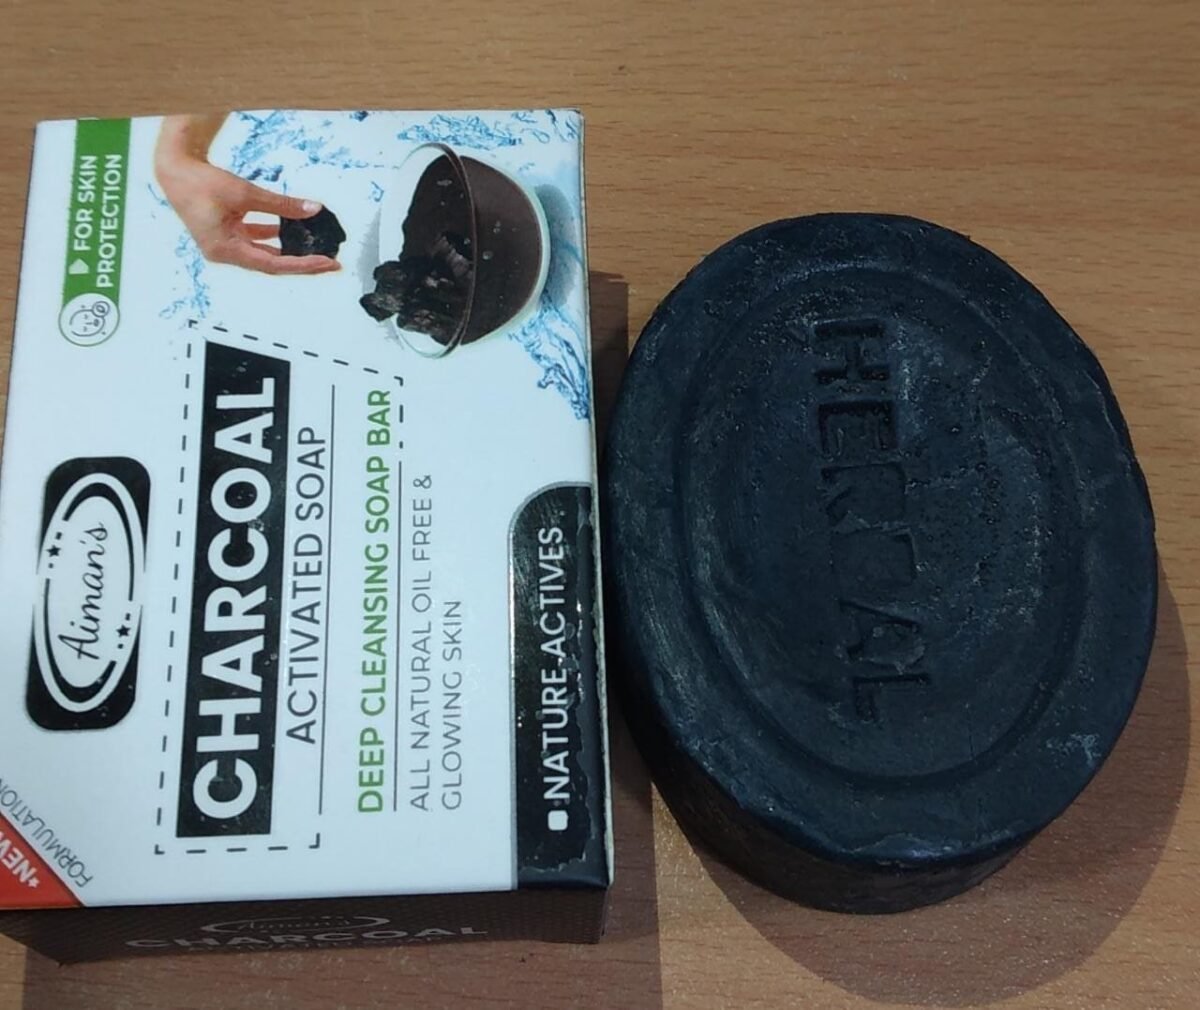 FOR SKIN
PROTECTION
Aiman's
CHARCOAL
ACTIVATED SOAP
DEEP CLEANSING SOAP BAR
ALL NATURAL OIL FREE &
GLOWING SKIN
NATURE-ACTIVES
NEW
FORMULATION
Aiman's
CHARCOAL
HERCAL